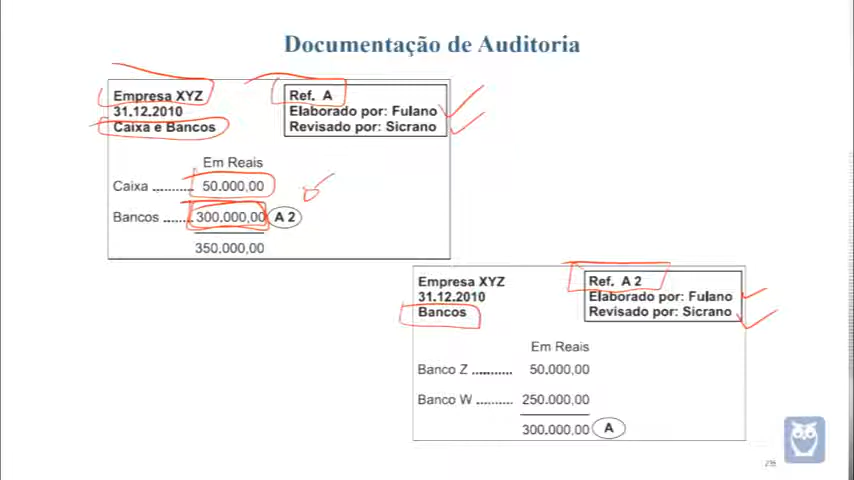 Documentação de Auditoria
Empresa XYZ
31.12.2010
Caixa e Bancos
Ref. A
Elaborado por: Fulano
Revisado por: Sicrano
Em Reais
Caixa .......... 50.000,00
Bancos ....... 300.000,00 A 2
350.000,00
Empresa XYZ
31.12.2010
Bancos
Ref. A 2
Elaborado por: Fulano
Revisado por: Sicrano
Em Reais
Banco Z ........... 50.000,00
Banco W .......... 250.000,00
300.000,00 A